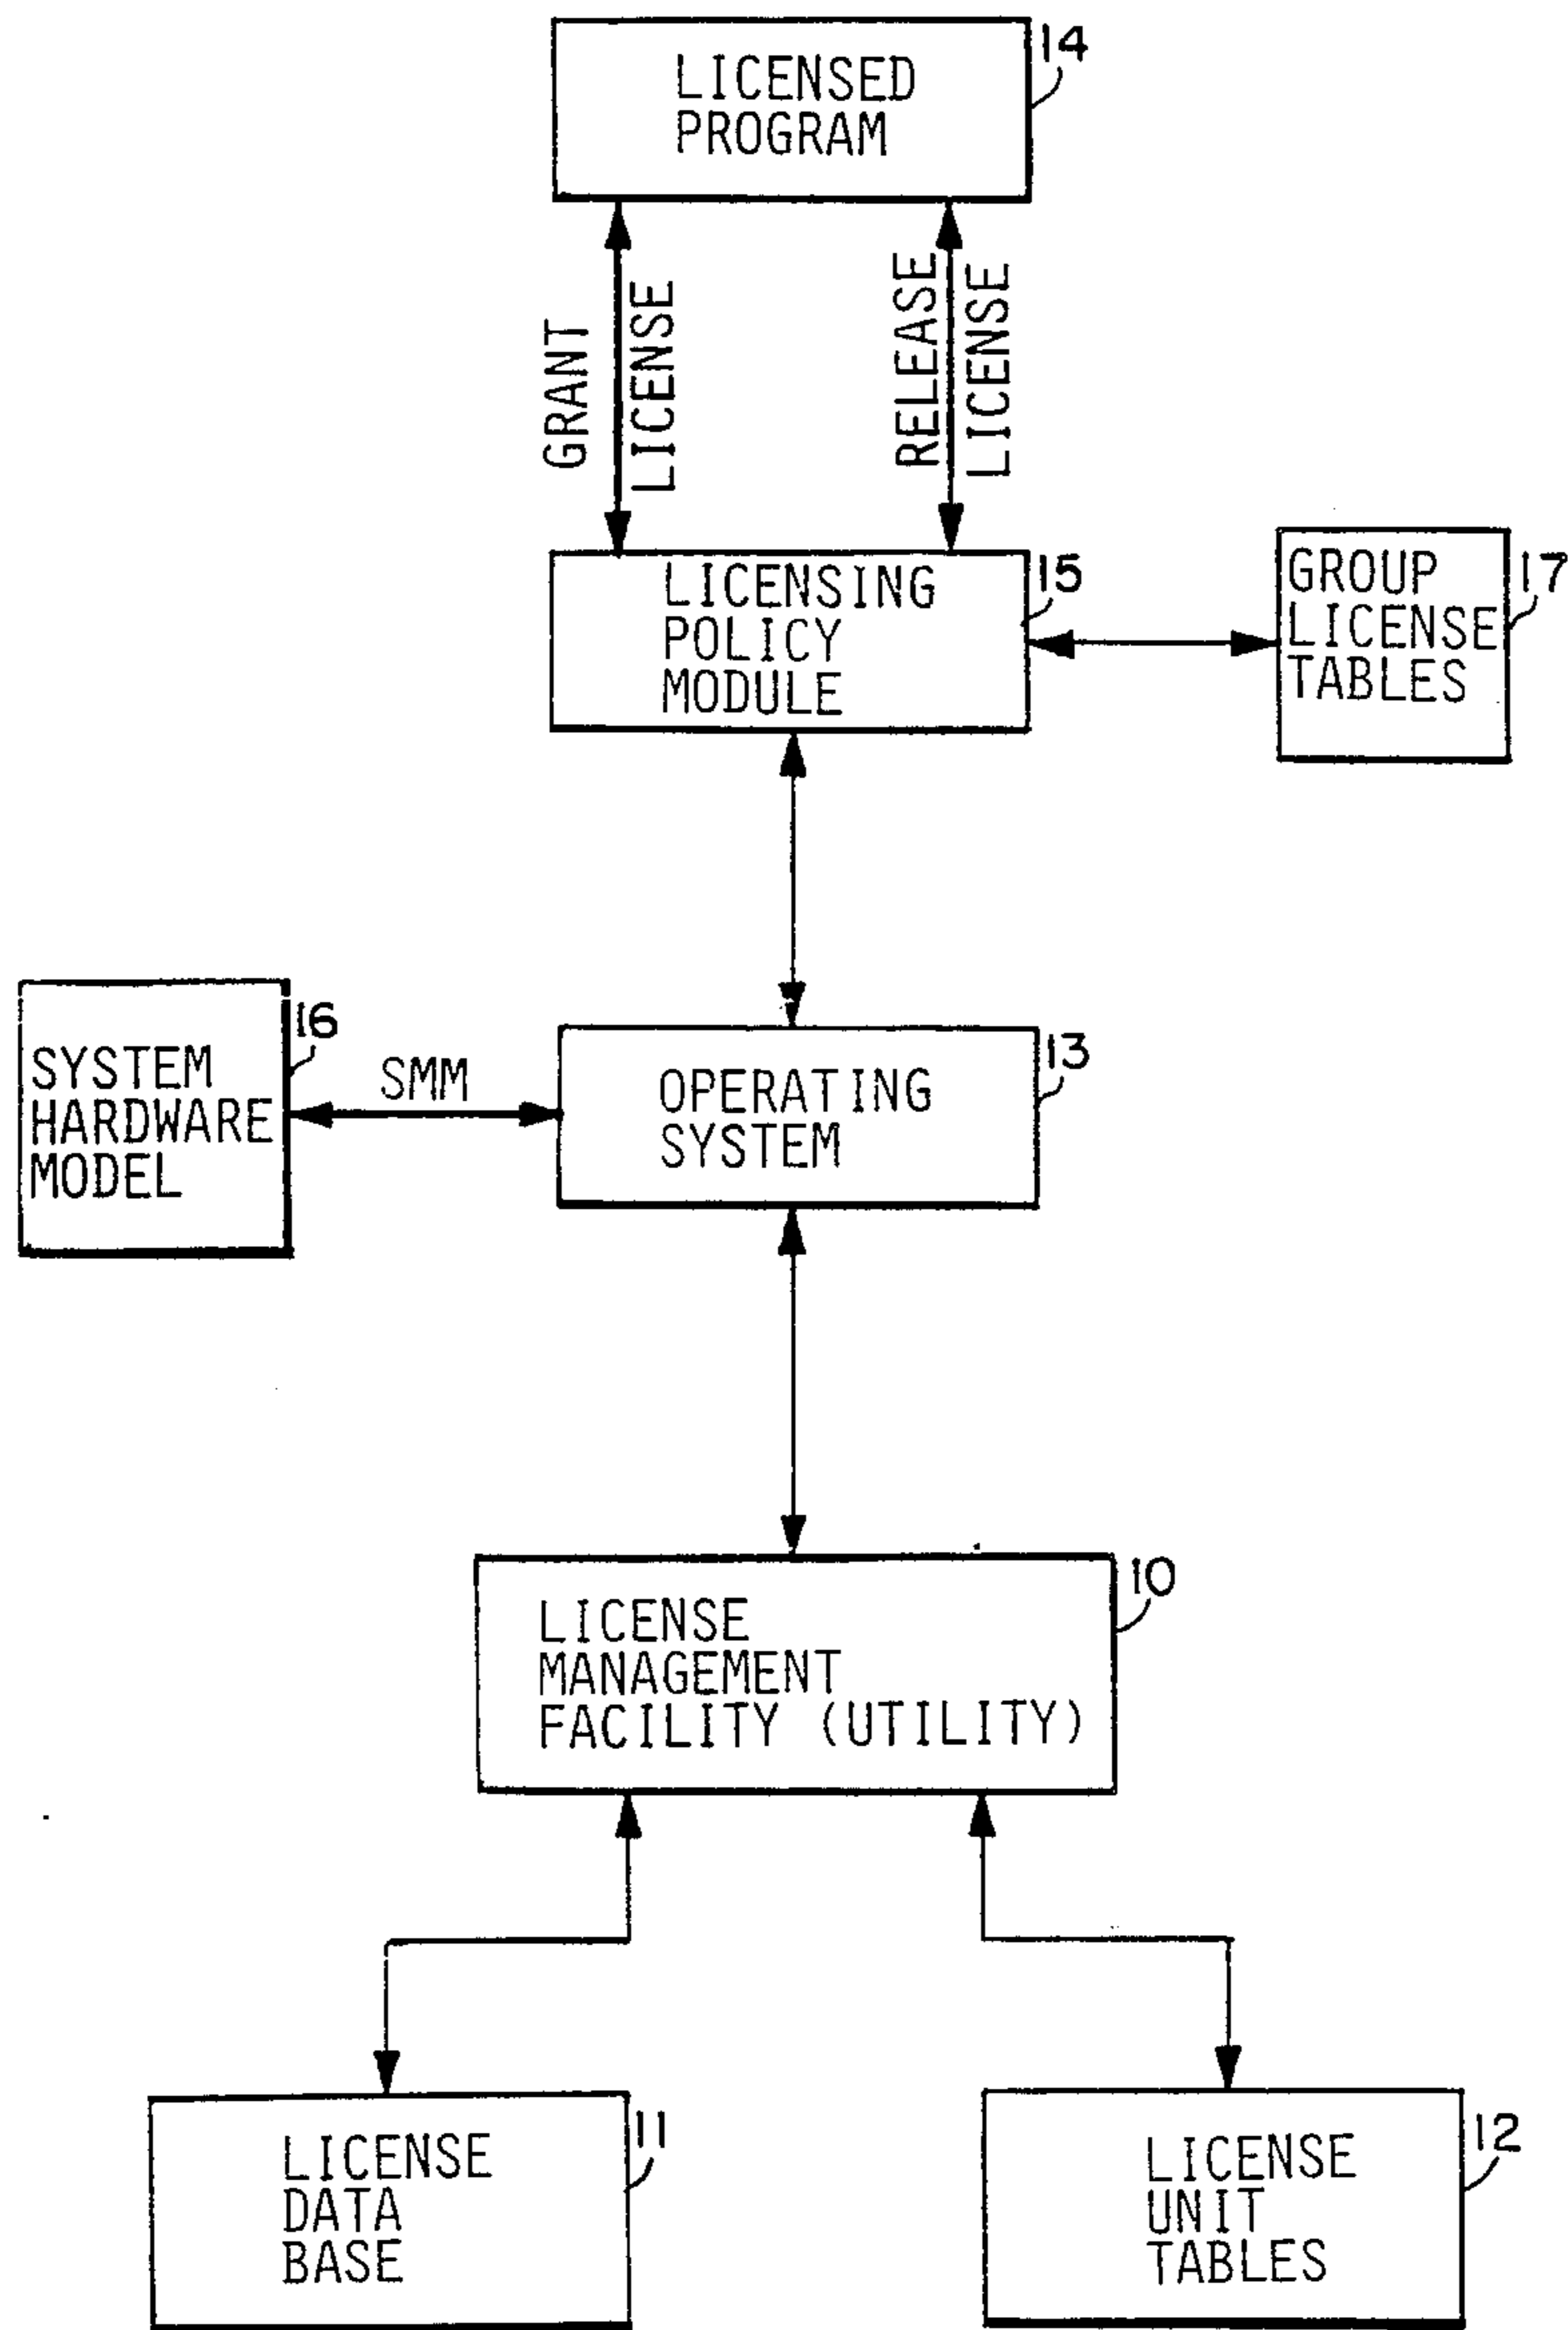 LICENSED
PROGRAM
14
GRANT
LICENSE
RELEASE
LICENSE
LICENSING
POLICY
MODULE
15
GROUP
LICENSE
TABLES
17
SYSTEM
HARDWARE
MODEL
16
SMM
OPERATING
SYSTEM
13
LICENSE
MANAGEMENT
FACILITY (UTILITY)
10
LICENSE
DATA
BASE
11
LICENSE
UNIT
TABLES
12